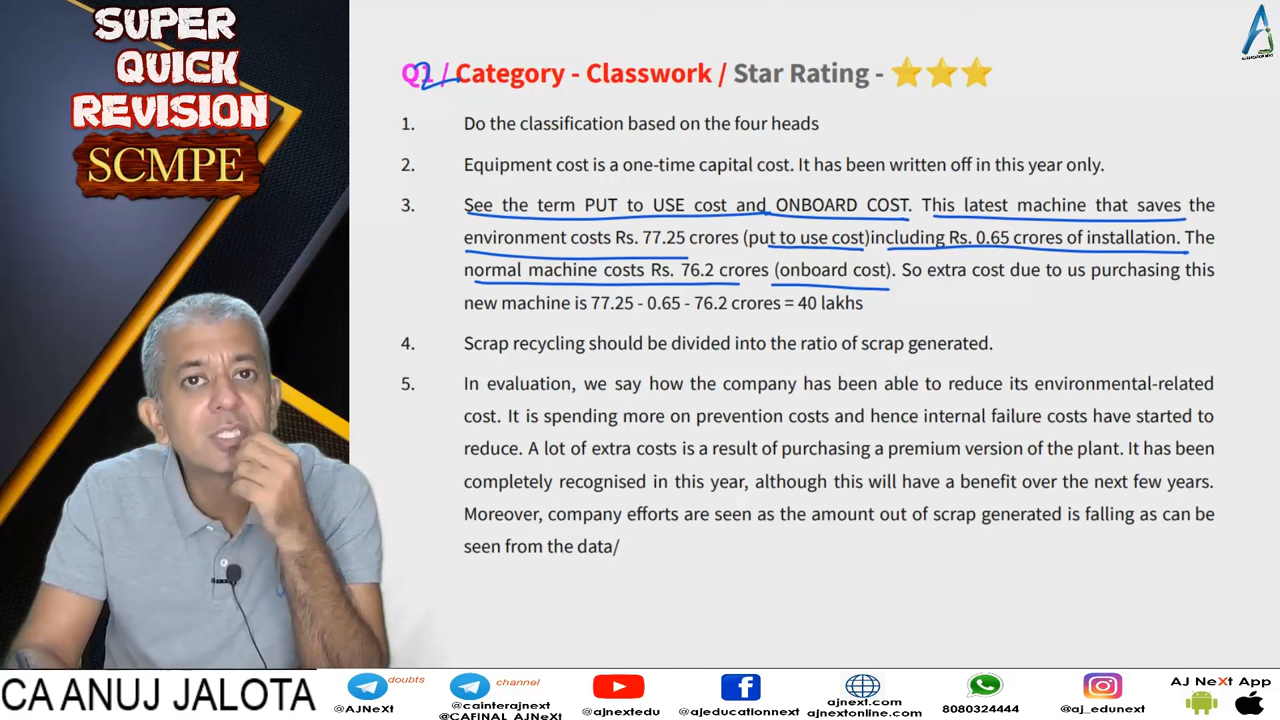 SUPER
QUICK
REVISION
SCMPE
Q2 / Category - Classwork / Star Rating -
1. Do the classification based on the four heads
2. Equipment cost is a one-time capital cost. It has been written off in this year only.
3. See the term PUT to USE cost and ONBOARD COST. This latest machine that saves the
environment costs Rs. 77.25 crores (put to use cost)including Rs. 0.65 crores of installation. The
normal machine costs Rs. 76.2 crores (onboard cost). So extra cost due to us purchasing this
new machine is 77.25 - 0.65 - 76.2 crores = 40 lakhs
4. Scrap recycling should be divided into the ratio of scrap generated.
5. In evaluation, we say how the company has been able to reduce its environmental-related
cost. It is spending more on prevention costs and hence internal failure costs have started to
reduce. A lot of extra costs is a result of purchasing a premium version of the plant. It has been
completely recognised in this year, although this will have a benefit over the next few years.
Moreover, company efforts are seen as the amount out of scrap generated is falling as can be
seen from the data/
CA ANUJ JALOTA
doubts
@AJNeXt
channel
@cainterajnext
@CAFINAL_AJNeXt
@ajnextedu
@ajeducationnext
ajnext.com
ajnextonline.com
8080324444
@aj_edunext
AJ NeXt App